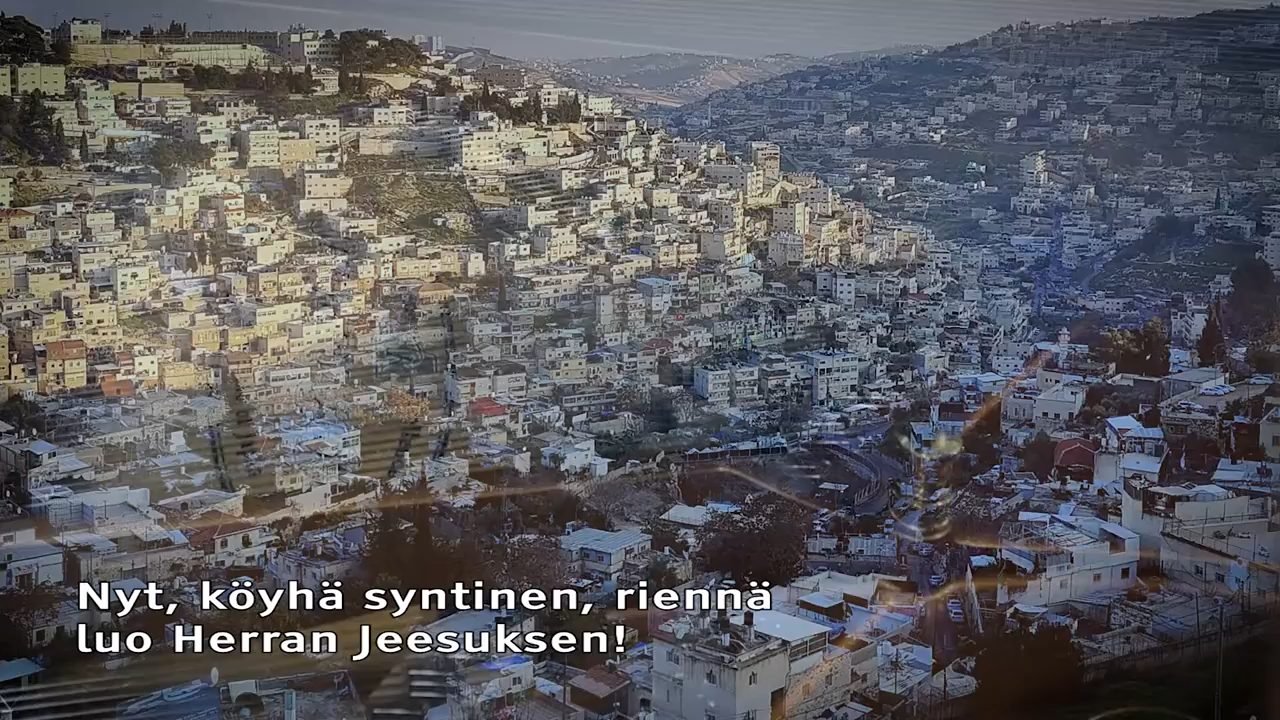 Nyt, köyhä syntinen, riennä
luo Herran Jeesuksen!